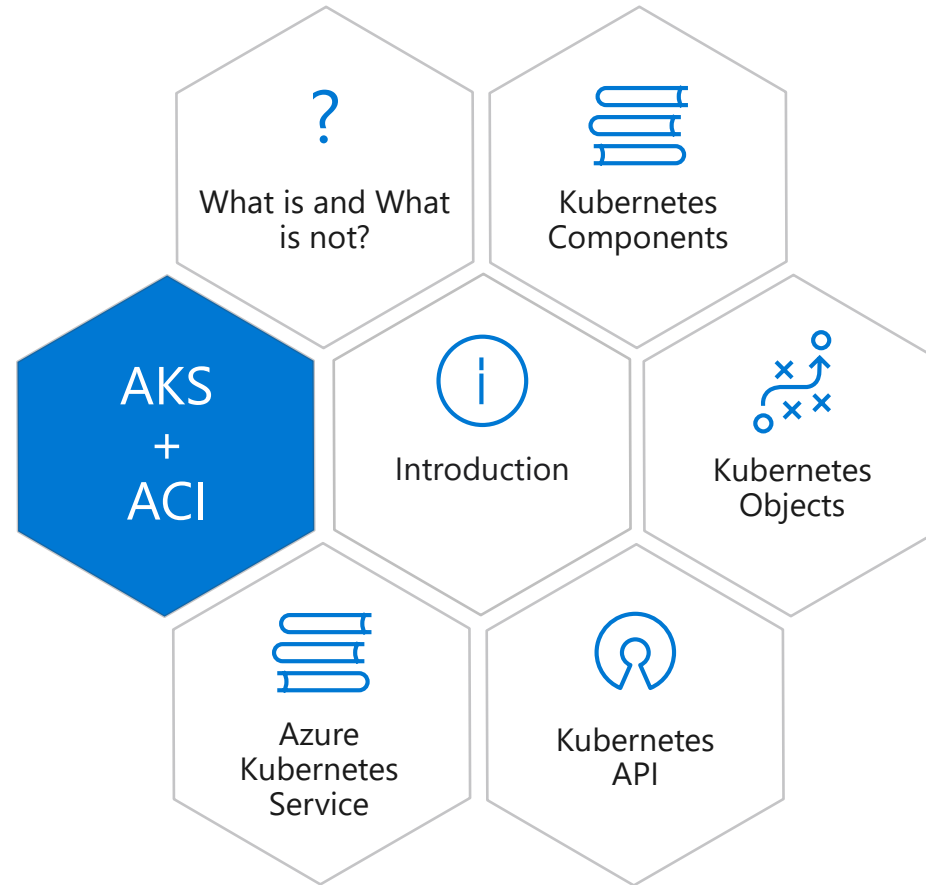 ?
What is and What
is not?
Kubernetes
Components
AKS
+
ACI
Introduction
Kubernetes
Objects
Azure
Kubernetes
Service
Kubernetes
API